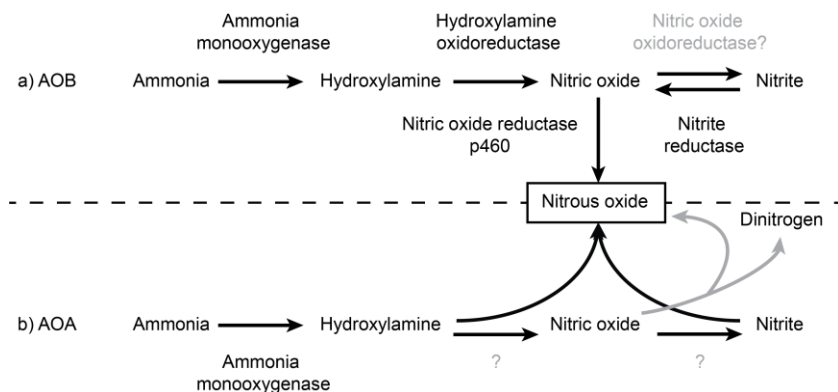 Ammonia
monooxygenase
Hydroxylamine
oxidoreductase
Nitric oxide
oxidoreductase?
a) AOB
Ammonia
Hydroxylamine
Nitric oxide
Nitrite
Nitric oxide reductase
p460
Nitrite
reductase
Nitrous oxide
Dinitrogen
b) AOA
Ammonia
Hydroxylamine
Nitric oxide
Nitrite
Ammonia
monooxygenase
?
?